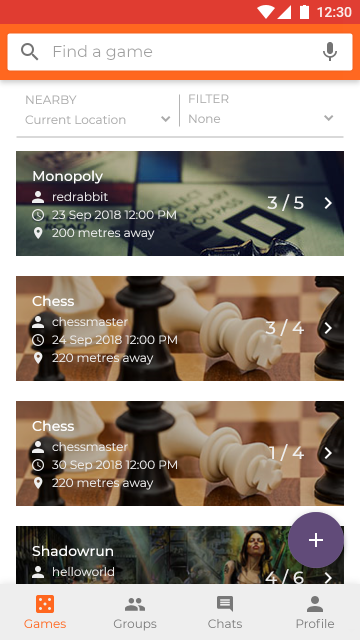 12:30
Find a game
NEARBY
Current Location
FILTER
None
Monopoly
redrabbit
23 Sep 2018 12:00 PM
200 metres away
3 / 5
Chess
chessmaster
24 Sep 2018 12:00 PM
220 metres away
3 / 4
Chess
chessmaster
30 Sep 2018 12:00 PM
220 metres away
1 / 4
Shadowrun
helloworld
4 / 6
Games
Groups
Chats
Profile